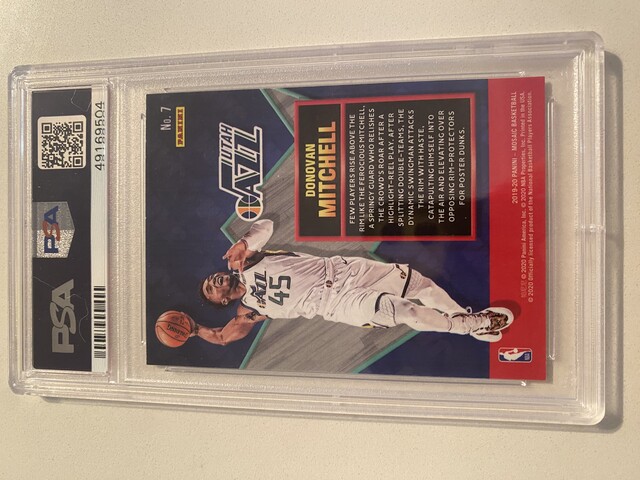 PSA
PSA
49169504
No. 7
PANINI
UTAH
JAZZ
JAZZ
45
DONOVAN
MITCHELL
FEW PLAYERS RISE ABOVE THE
RIM LIKE THE FEROCIOUS MITCHELL,
A SPRINGY GUARD WHO RELISHES
THE CROWD'S ROAR AFTER A
HIGHLIGHT-REEL PLAY. AFTER
SPLITTING DOUBLE-TEAMS, THE
DYNAMIC SWINGMAN ATTACKS
THE RIM WITH HASTE,
CATAPULTING HIMSELF INTO
THE AIR AND ELEVATING OVER
OPPOSING RIM-PROTECTORS
FOR POSTER DUNKS.
2019-20 PANINI - MOSAIC BASKETBALL
© 2020 Panini America, Inc. © 2020 NBA Properties, Inc. Printed in the USA.
© 2020 Officially licensed product of the National Basketball Players Association.
NBA